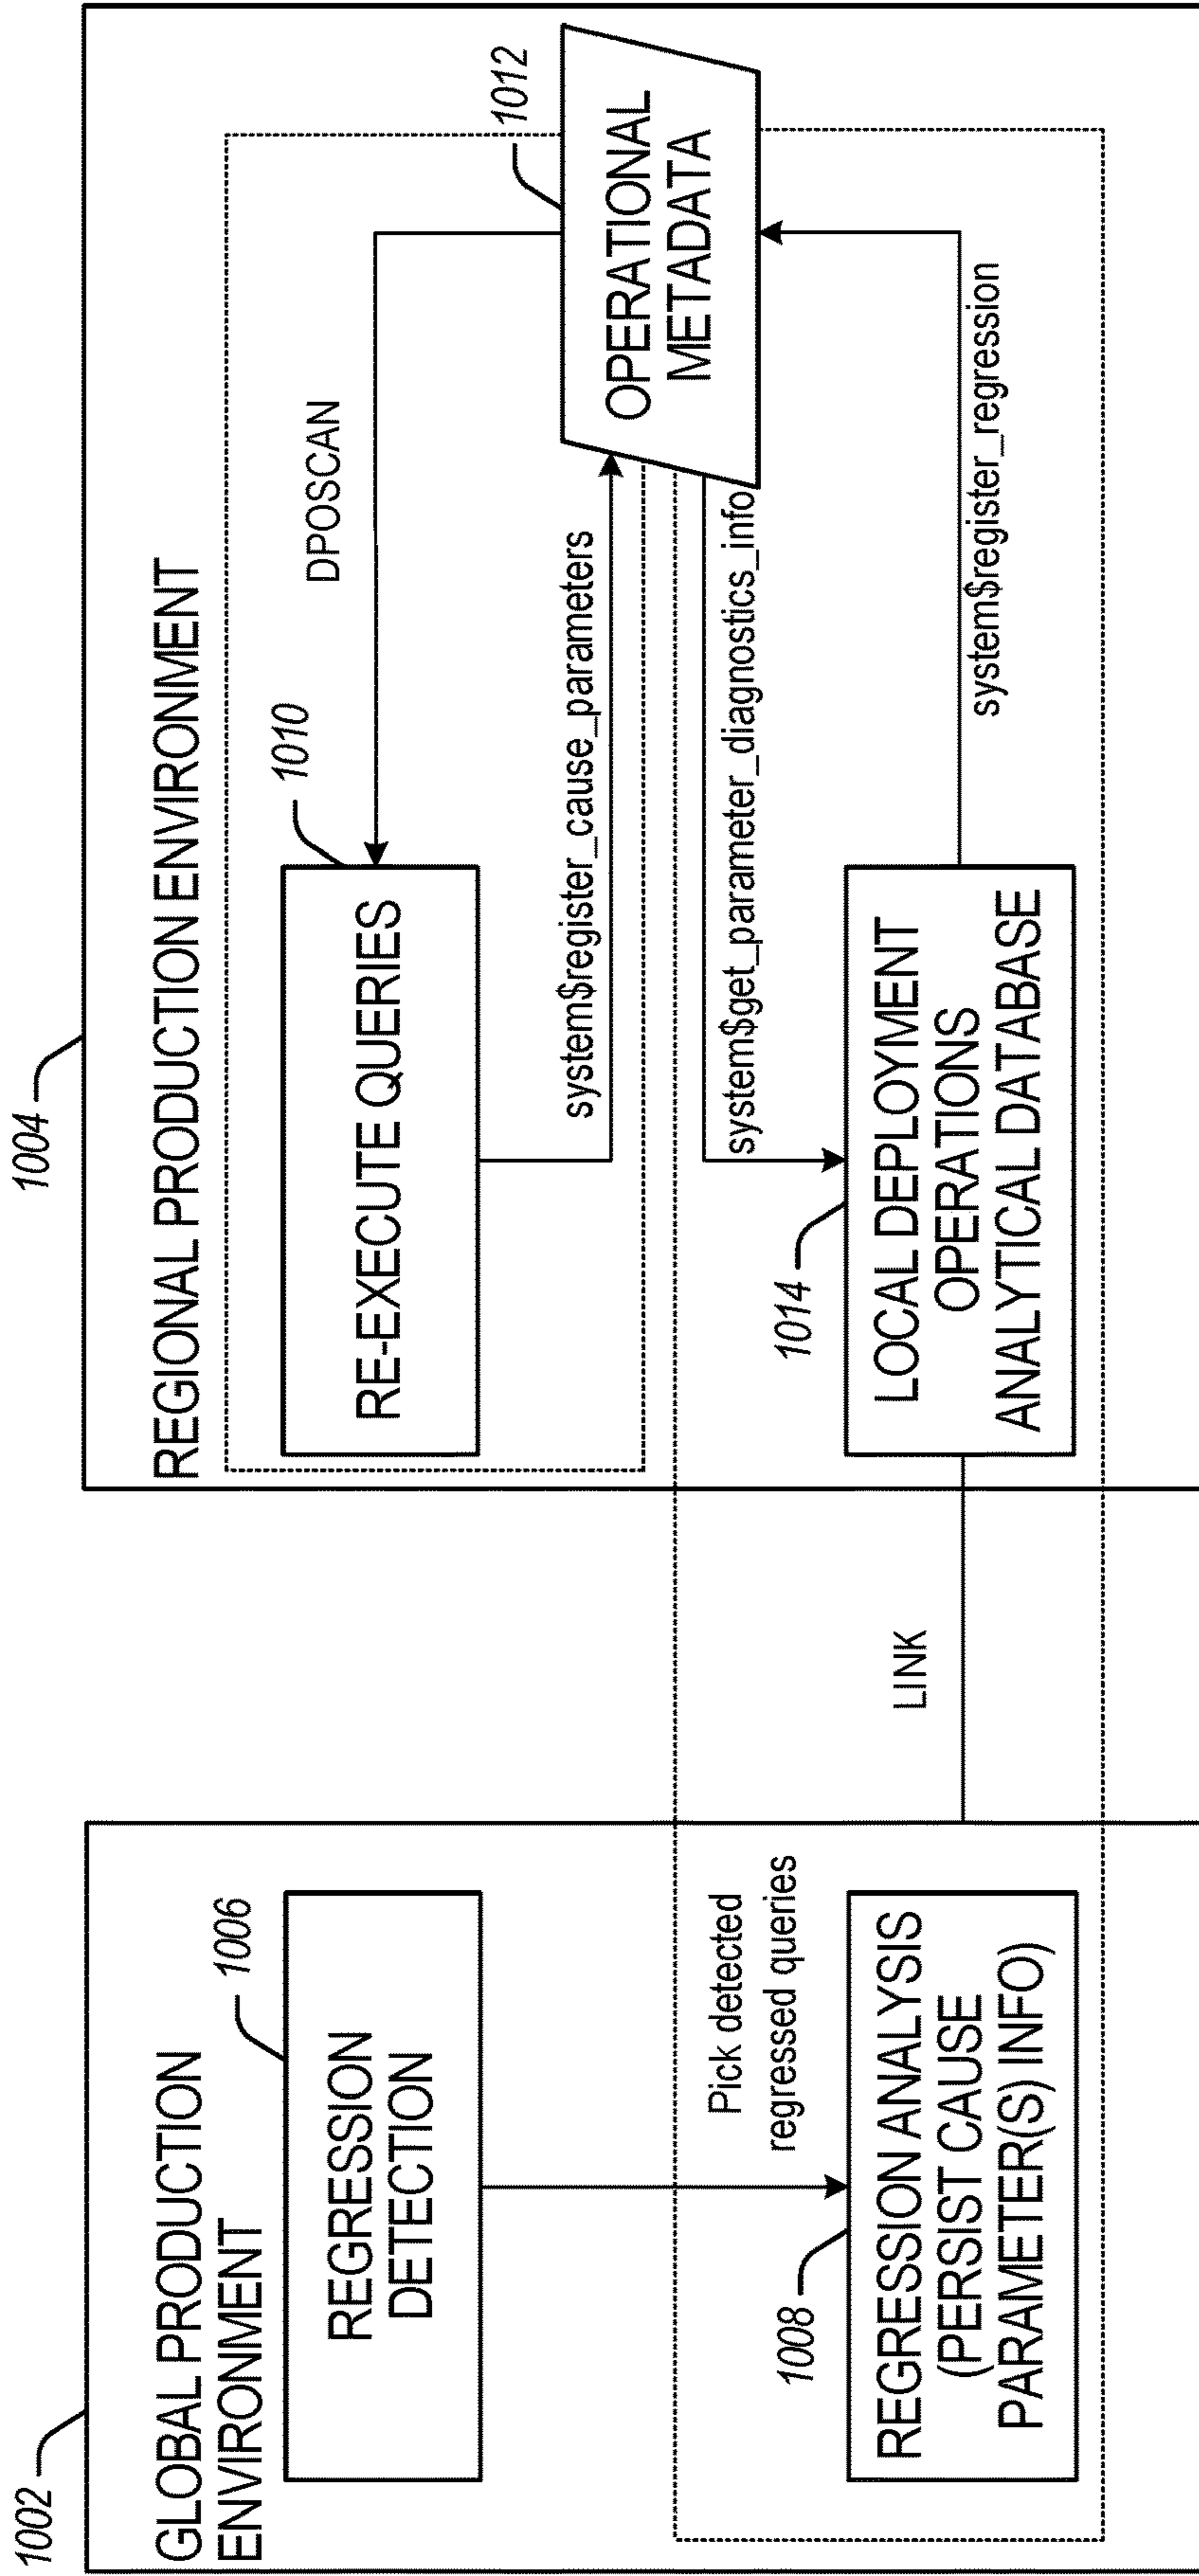 1002
GLOBAL PRODUCTION
ENVIRONMENT
1006
REGRESSION
DETECTION
Pick detected
regressed queries
1008
REGRESSION ANALYSIS
(PERSIST CAUSE
PARAMETER(S) INFO)
LINK
1004
REGIONAL PRODUCTION ENVIRONMENT
1010
RE-EXECUTE QUERIES
DPOSCAN
system$register_cause_parameters
1012
OPERATIONAL
METADATA
system$get_parameter_diagnostics_info
1014
LOCAL DEPLOYMENT
OPERATIONS
ANALYTICAL DATABASE
system$register_regression